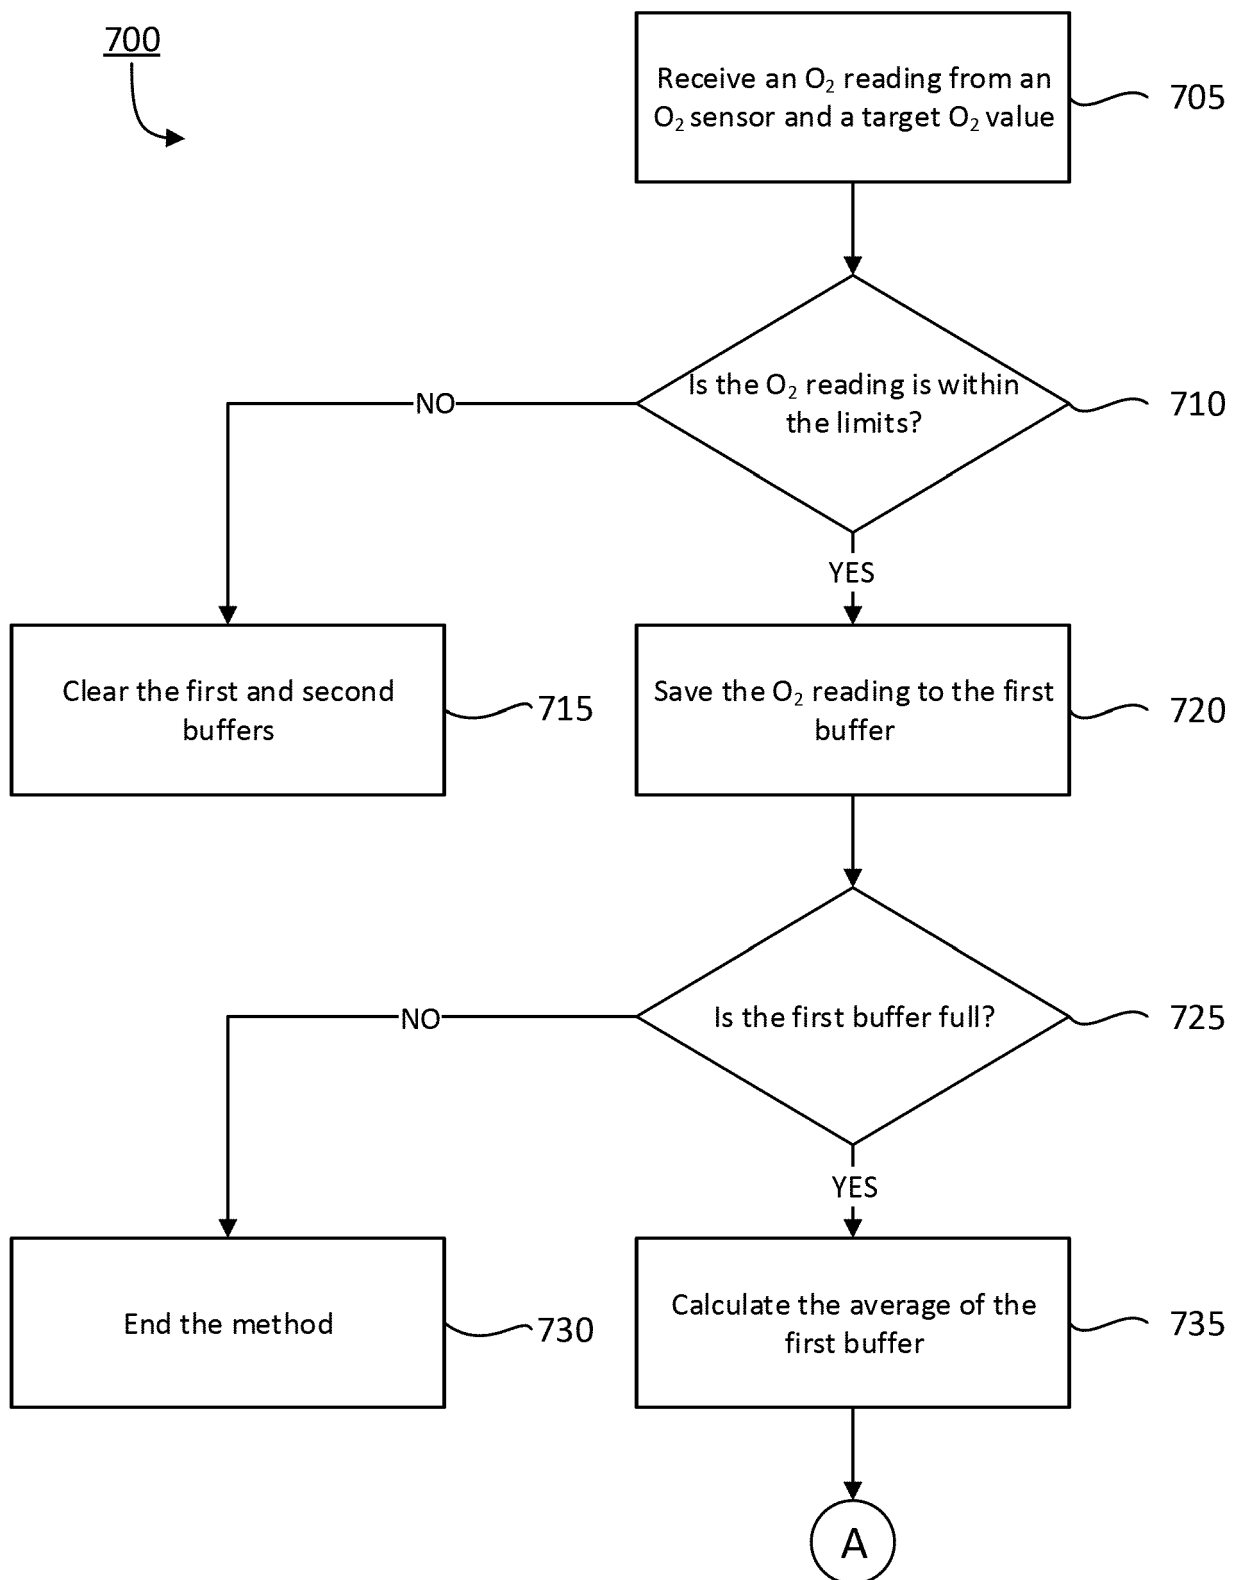 700
Receive an O₂ reading from an
O₂ sensor and a target O₂ value
705
Is the O₂ reading is within
the limits?
710
NO
YES
Clear the first and second
buffers
715
Save the O₂ reading to the first
buffer
720
Is the first buffer full?
725
NO
YES
End the method
730
Calculate the average of the
first buffer
735
A